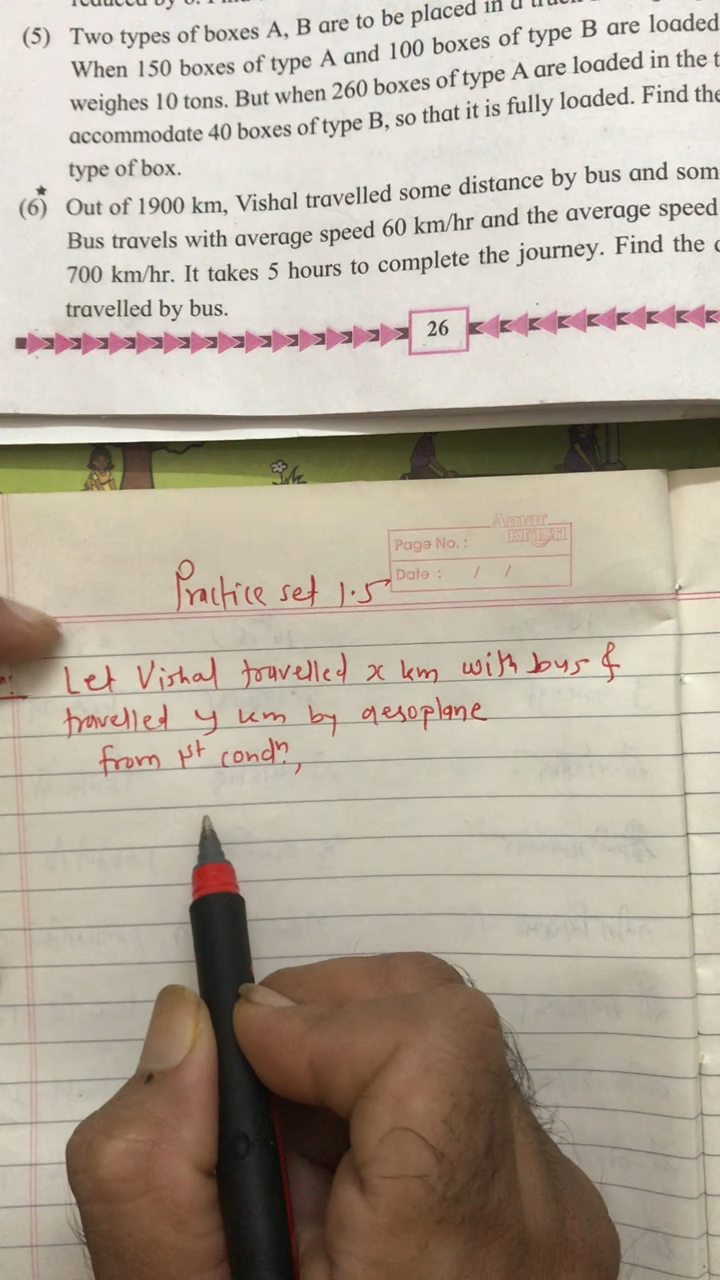 (5) Two types of boxes A, B are to be placed in a
When 150 boxes of type A and 100 boxes of type B are loaded
weighes 10 tons. But when 260 boxes of type A are loaded in the t
accommodate 40 boxes of type B, so that it is fully loaded. Find the
type of box.
(6)* Out of 1900 km, Vishal travelled some distance by bus and som
Bus travels with average speed 60 km/hr and the average speed
700 km/hr. It takes 5 hours to complete the journey. Find the
travelled by bus.
26
Page No. :
Date : / /
Practice set 1.5
Let Vishal travelled x km with bus &
travelled y km by aesoplane
from 1st condn,